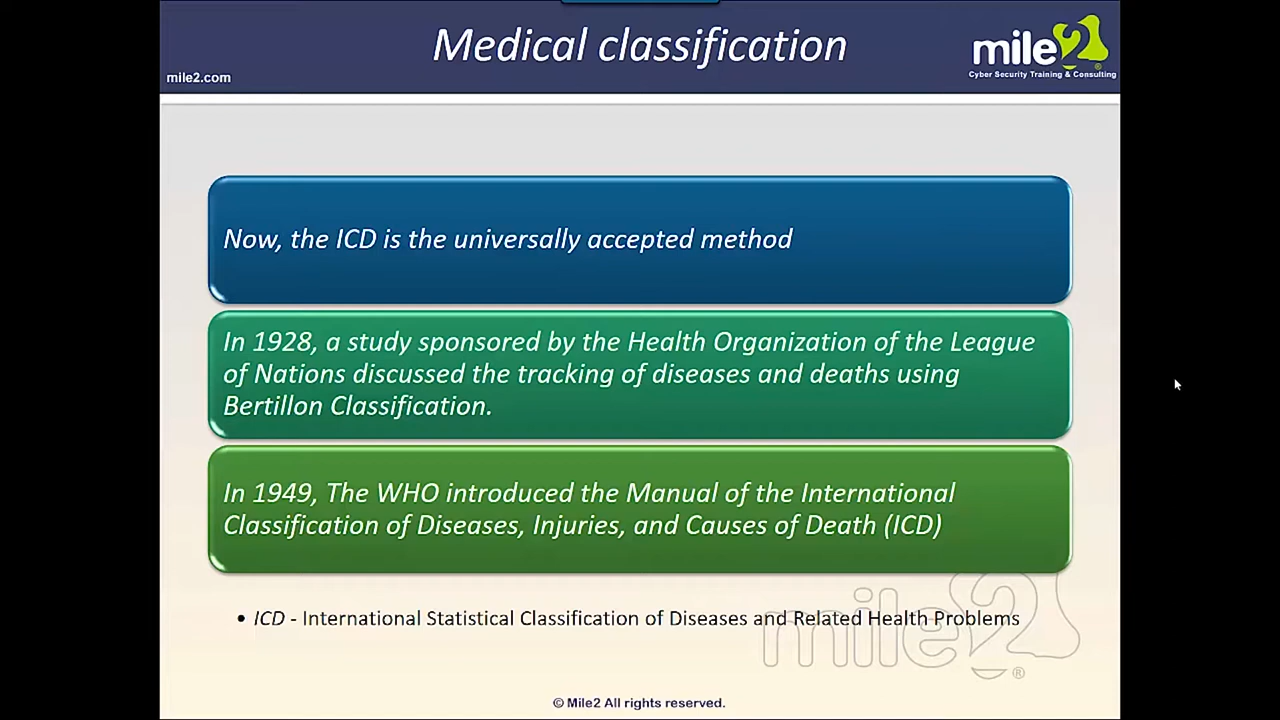 Medical classification
mile2.com
mile2
Cyber Security Training & Consulting
Now, the ICD is the universally accepted method
In 1928, a study sponsored by the Health Organization of the League
of Nations discussed the tracking of diseases and deaths using
Bertillon Classification.
In 1949, The WHO introduced the Manual of the International
Classification of Diseases, Injuries, and Causes of Death (ICD)
• ICD - International Statistical Classification of Diseases and Related Health Problems
mile2®
© Mile2 All rights reserved.